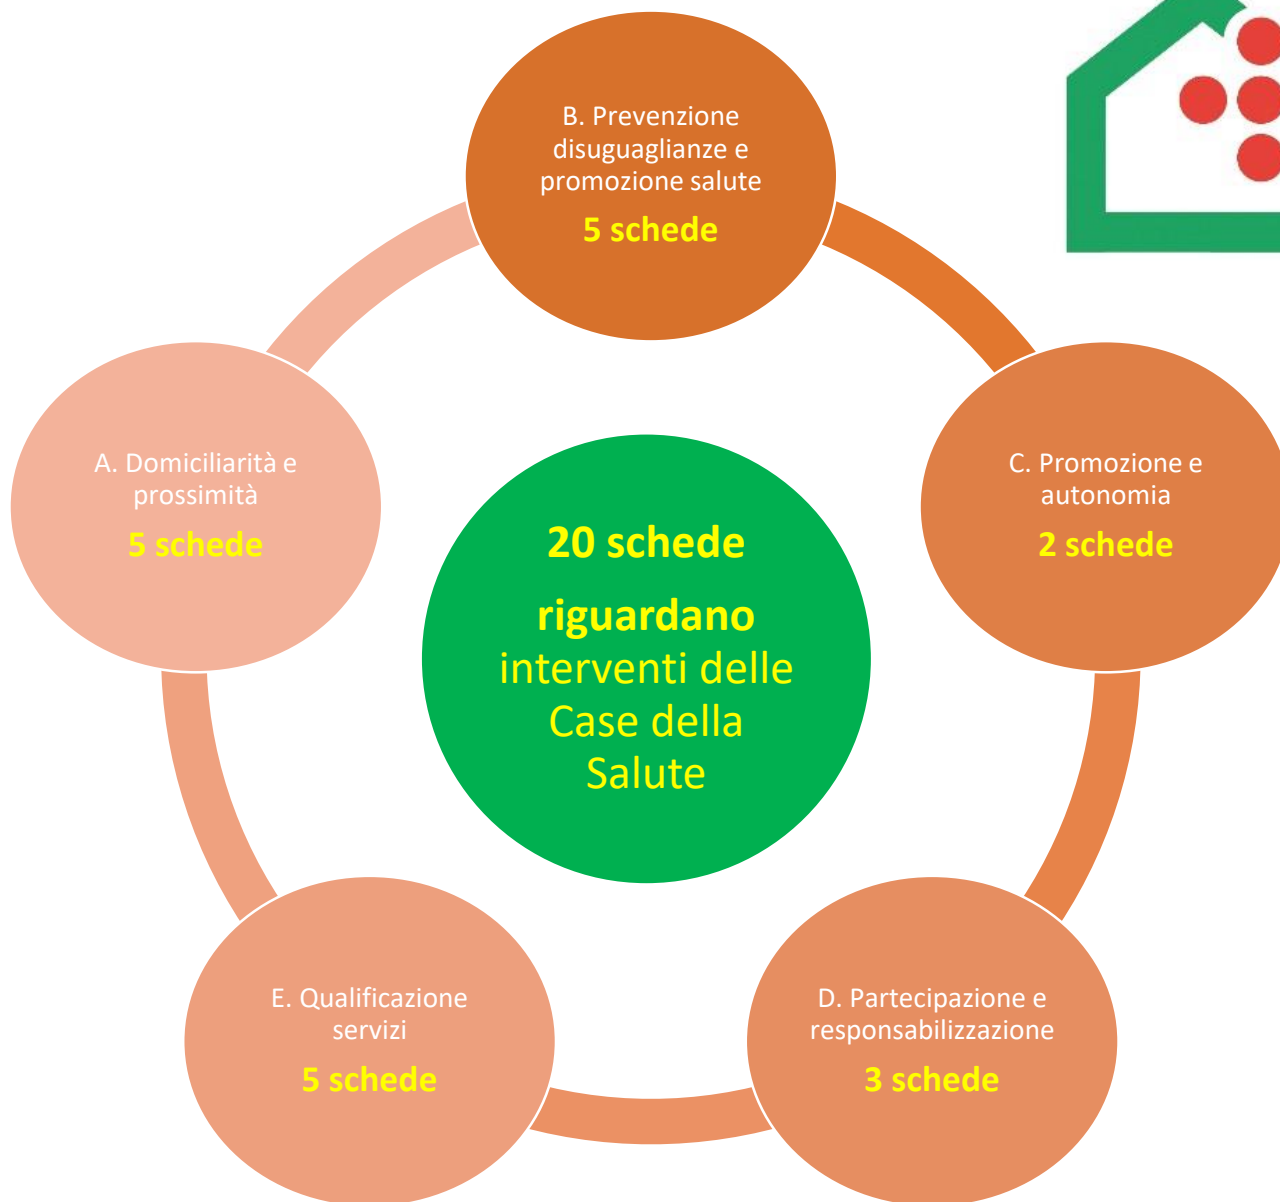 B. Prevenzione
disuguaglianze e
promozione salute
5 schede
A. Domiciliarità e
prossimità
5 schede
C. Promozione e
autonomia
2 schede
20 schede
riguardano
interventi delle
Case della
Salute
E. Qualificazione
servizi
5 schede
D. Partecipazione e
responsabilizzazione
3 schede